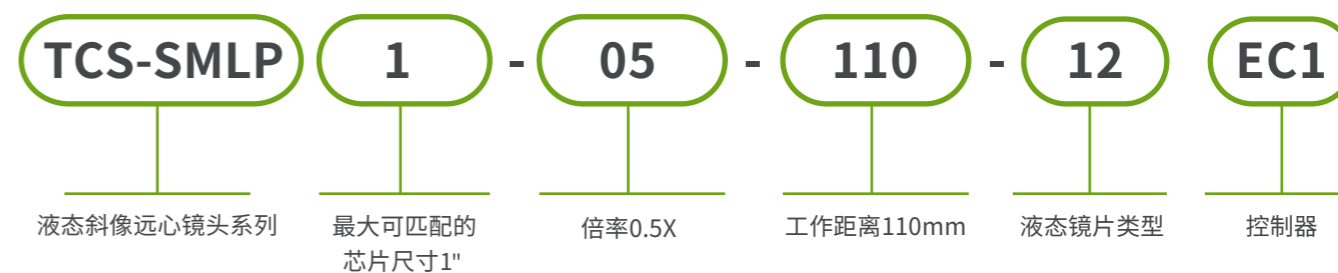 TCS-SMLP 1 - 05 - 110 - 12 EC1
液态斜像远心镜头系列
最大可匹配的
芯片尺寸1"
倍率0.5X
工作距离110mm
液态镜片类型
控制器